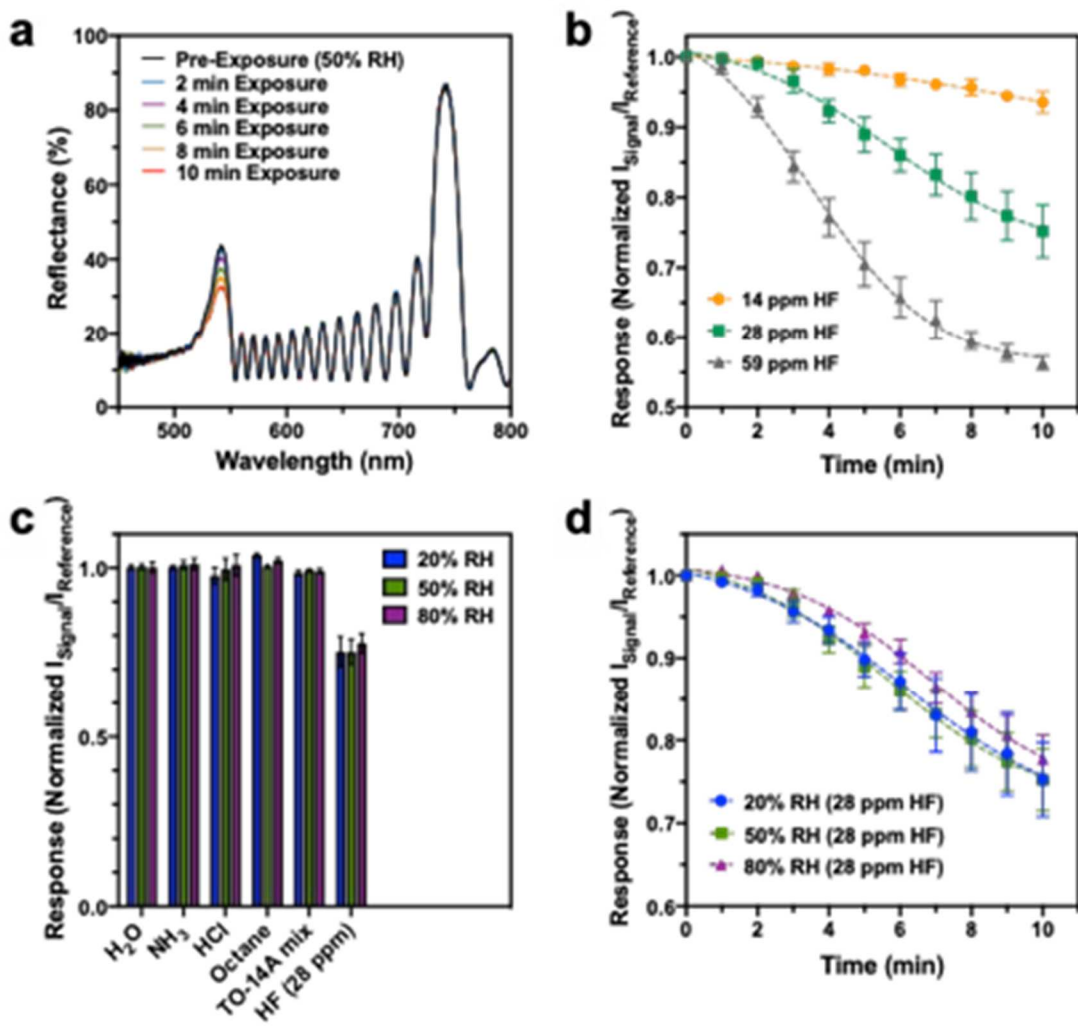 a
100
80
60
40
20
0
Reflectance (%)
Pre-Exposure (50% RH)
2 min Exposure
4 min Exposure
6 min Exposure
8 min Exposure
10 min Exposure
500
600
700
800
Wavelength (nm)
b
1.0
0.9
0.8
0.7
0.6
0.5
Response (Normalized I_Signal/I_Reference)
14 ppm HF
28 ppm HF
59 ppm HF
0
2
4
6
8
10
Time (min)
c
1.0
0.5
0.0
Response (Normalized I_Signal/I_Reference)
20% RH
50% RH
80% RH
H₂O
NH₃
HCl
Octane
TO-14A mix
HF (28 ppm)
d
1.0
0.9
0.8
0.7
0.6
Response (Normalized I_Signal/I_Reference)
20% RH (28 ppm HF)
50% RH (28 ppm HF)
80% RH (28 ppm HF)
0
2
4
6
8
10
Time (min)